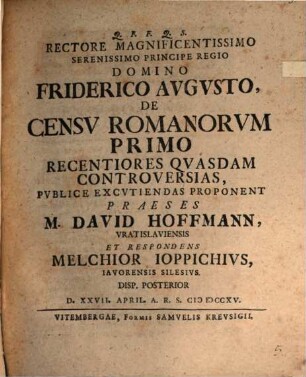 Q. F. F. Q. S.
RECTORE MAGNIFICENTISSIMO
SERENISSIMO PRINCIPE REGIO
DOMINO
FRIDERICO AVGVSTO,
DE
CENSV ROMANORVM
PRIMO
RECENTIORES QVASDAM
CONTROVERSIAS,
PVBLICE EXCVTIENDAS PROPONENT
PRAESES
M. DAVID HOFFMANN,
VRATISLAVIENSIS
ET RESPONDENS
MELCHIOR IOPPICHIVS,
IAVORENSIS SILESIVS.
DISP. POSTERIOR
D. XXVII. APRIL. A. R. S. CIↃ IↃCCXV.
VITEMBERGAE, FORMIS SAMVELIS KREVSIGII.